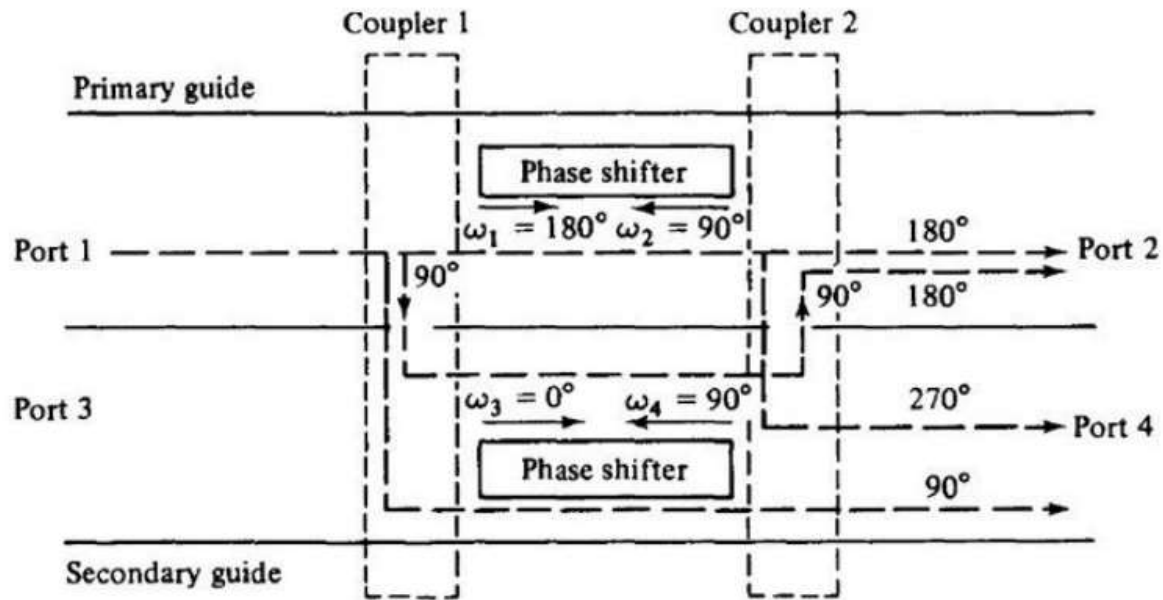 Coupler 1
Coupler 2
Primary guide
Phase shifter
ω₁ = 180° ω₂ = 90°
180°
Port 1
Port 2
90°
90°
180°
Port 3
ω₃ = 0°
ω₄ = 90°
270°
Port 4
Phase shifter
90°
Secondary guide